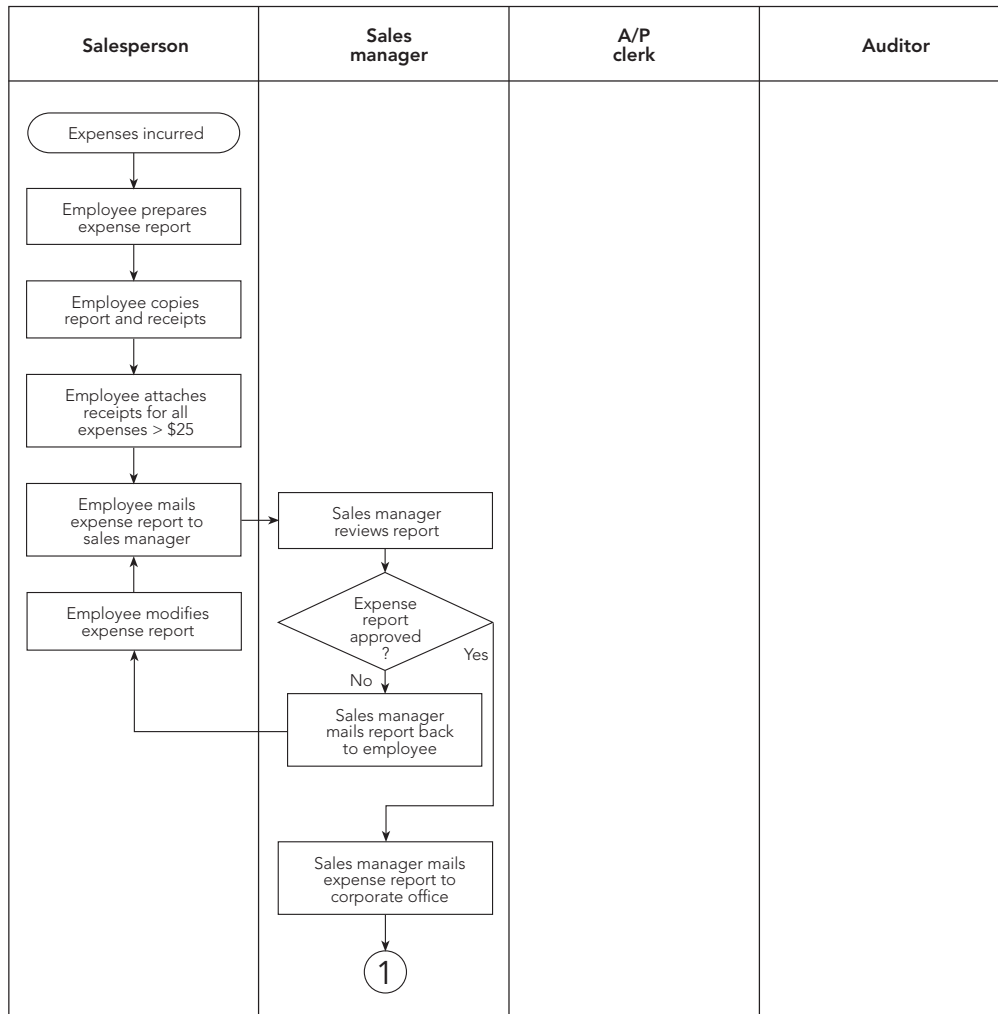 Salesperson
Sales
manager
A/P
clerk
Auditor
Expenses incurred
Employee prepares
expense report
Employee copies
report and receipts
Employee attaches
receipts for all
expenses > $25
Employee mails
expense report to
sales manager
Sales manager
reviews report
Employee modifies
expense report
Expense
report
approved
?
Yes
No
Sales manager
mails report back
to employee
Sales manager mails
expense report to
corporate office
1